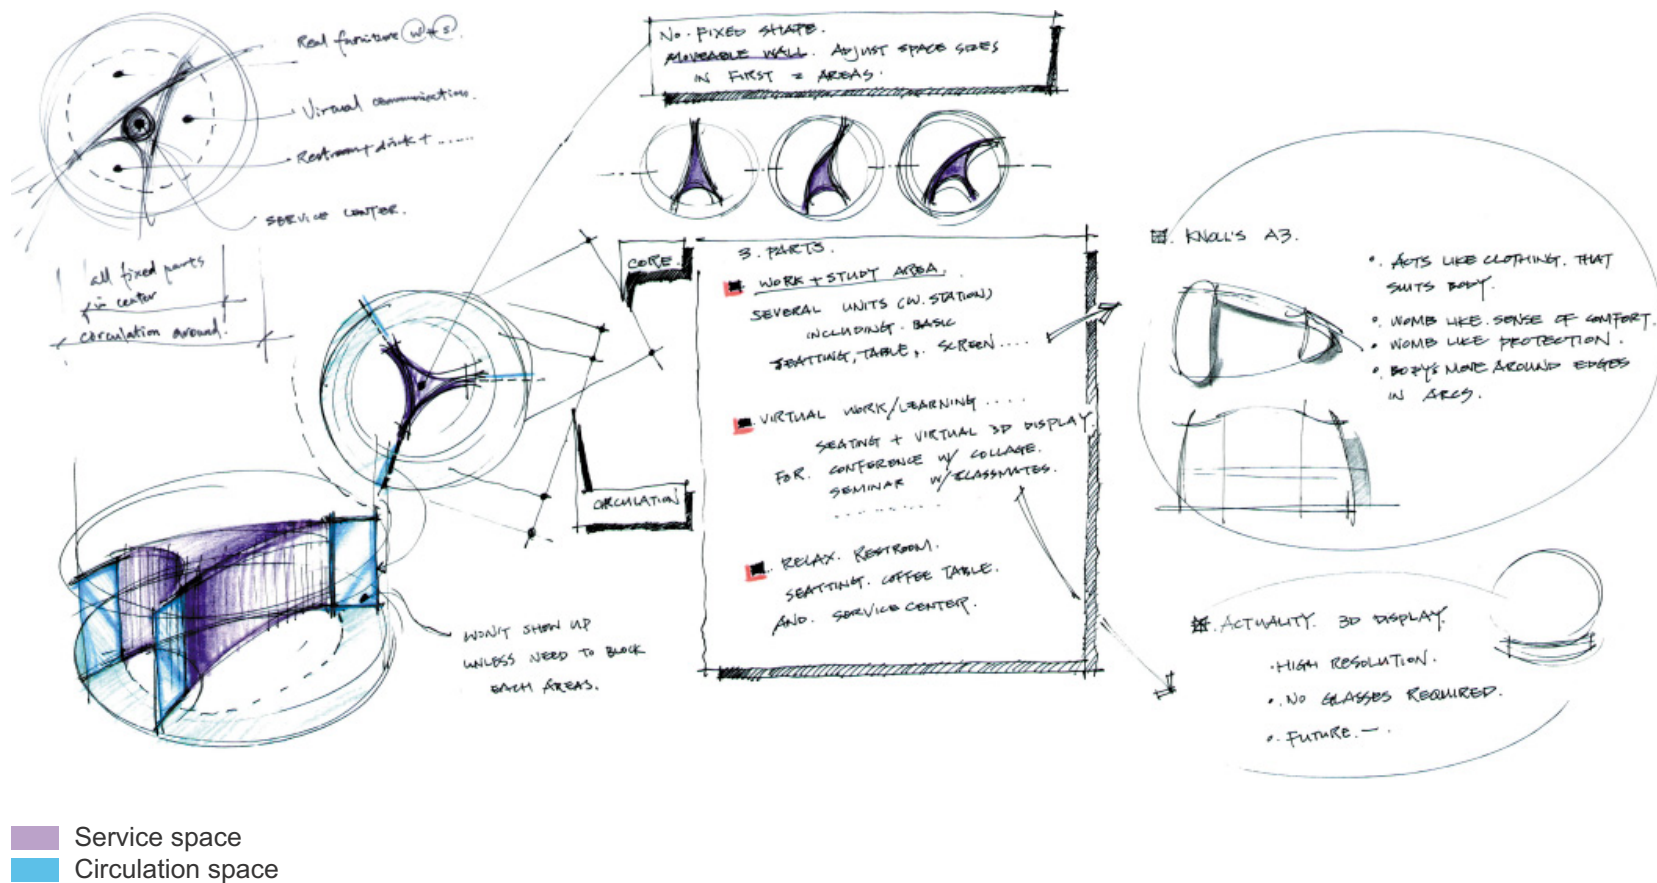 Real furniture (W + S).
Virtual communication.
Restroom + drink + ......
SERVICE CENTER.
all fixed parts
in center
circulation around.
NO. FIXED SHAPE.
MOVEABLE WALL. ADJUST SPACE SIZES
IN FIRST 2 AREAS.
CORE.
CIRCULATION
3. PARTS.
WORK + STUDY AREA.
SEVERAL UNITS (W. STATION)
INCLUDING. BASIC
SEATTING, TABLE, SCREEN ....
VIRTUAL WORK/LEARNING ....
SEATING + VIRTUAL 3D DISPLAY.
FOR. CONFERENCE W/ COLLAGE.
SEMINAR W/CLASSMATES.
.........
RELAX. RESTROOM.
SEATTING. COFFEE TABLE.
AND. SERVICE CENTER.
WON'T SHOW UP
UNLESS NEED TO BLOCK
EACH AREAS.
KNOLL'S A3.
ACTS LIKE CLOTHING. THAT
SUITS BODY.
WOMB LIKE. SENSE OF COMFORT.
WOMB LIKE PROTECTION.
BODYS MOVE AROUND EDGES
IN ARCS.
ACTUALITY. 3D DISPLAY.
HIGH RESOLUTION.
NO GLASSES REQUIRED.
FUTURE. —
Service space
Circulation space